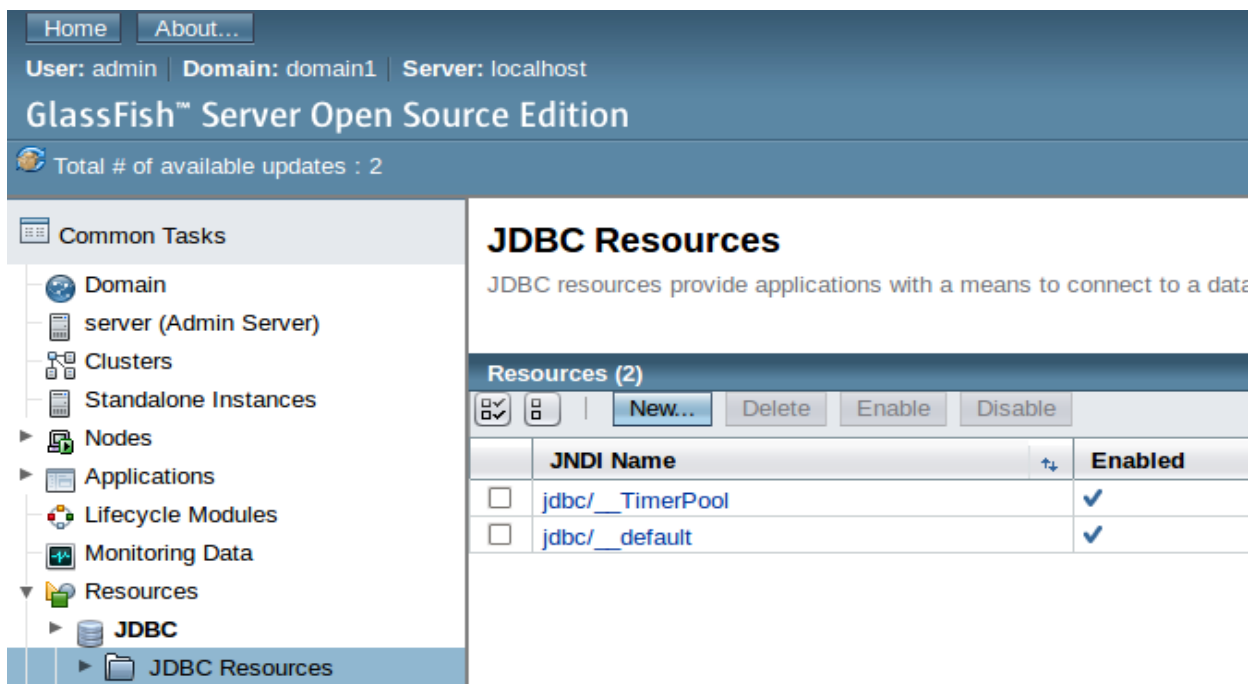 Home About...
User: admin Domain: domain1 Server: localhost
GlassFish™ Server Open Source Edition
Total # of available updates : 2
Common Tasks
Domain
server (Admin Server)
Clusters
Standalone Instances
Nodes
Applications
Lifecycle Modules
Monitoring Data
Resources
JDBC
JDBC Resources
JDBC Resources
JDBC resources provide applications with a means to connect to a data
Resources (2)
New... Delete Enable Disable
JNDI Name Enabled
jdbc/__TimerPool
jdbc/__default